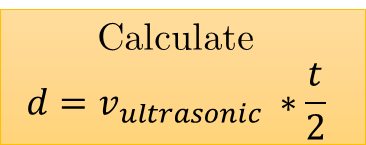 Calculate
d = v_ultrasonic * t/2